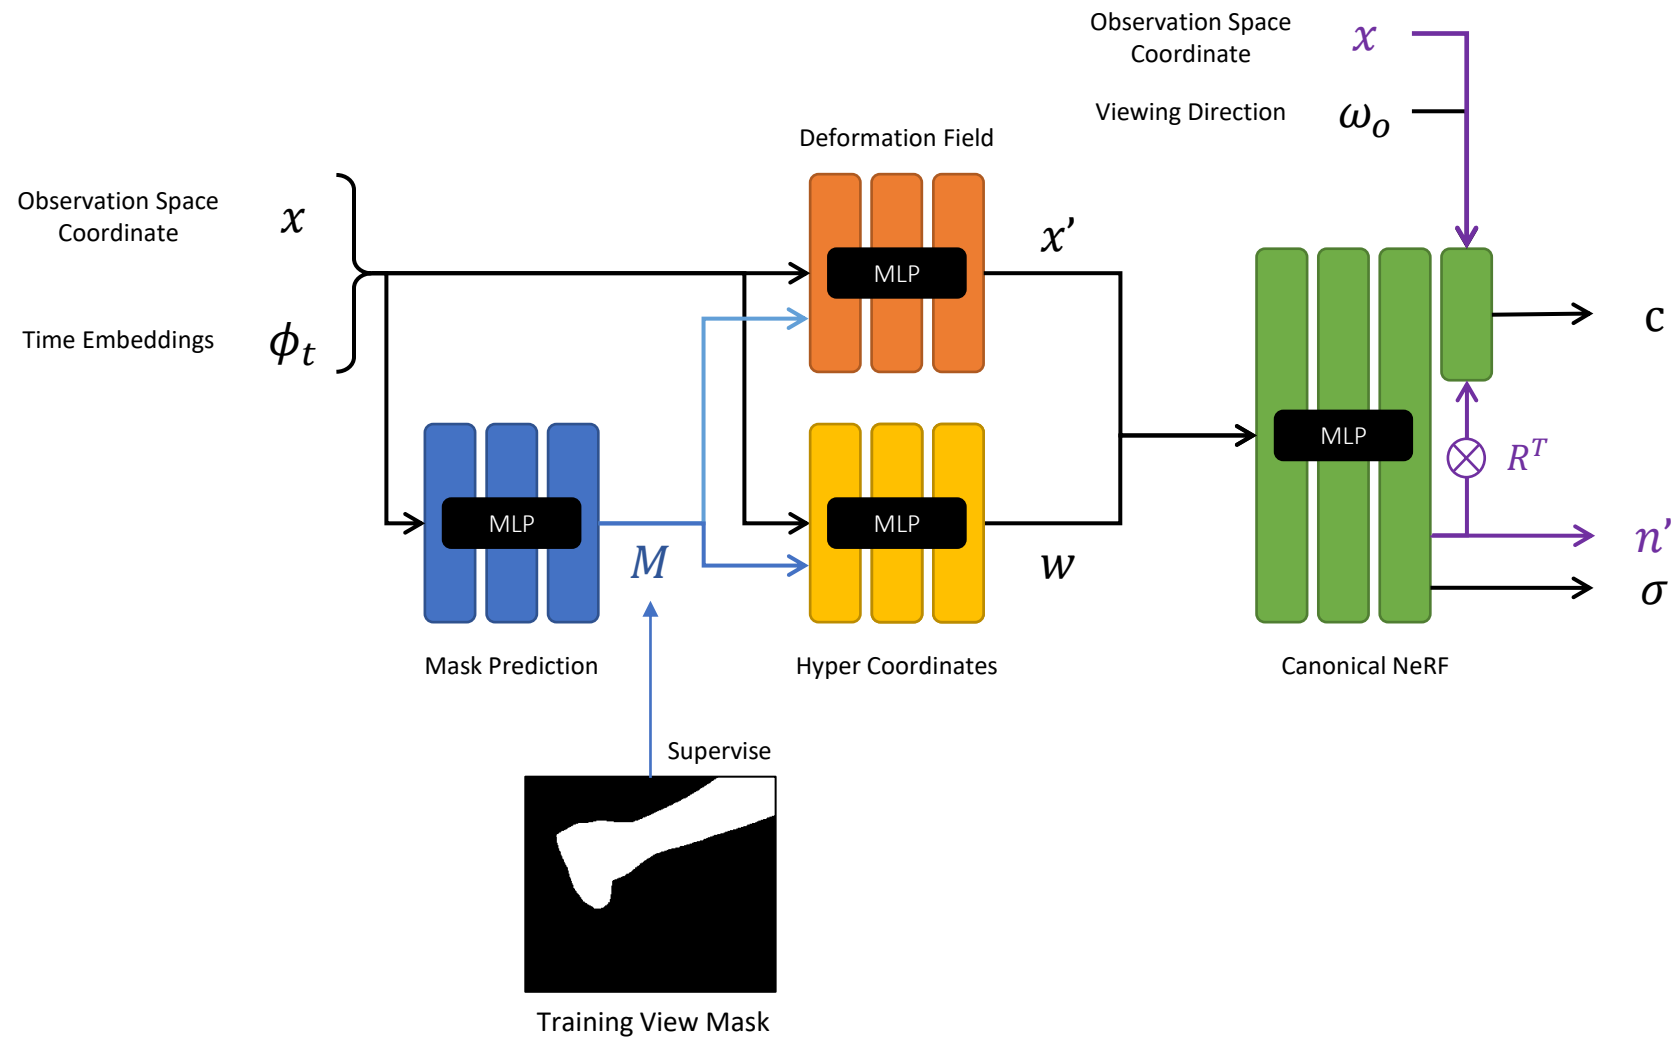 Observation Space
Coordinate
x
Viewing Direction
ω₀
Deformation Field
Observation Space
Coordinate
x
Time Embeddings
ϕₜ
MLP
x’
MLP
M
MLP
w
MLP
c
Rᵀ
n’
σ
Mask Prediction
Hyper Coordinates
Canonical NeRF
Supervise
Training View Mask